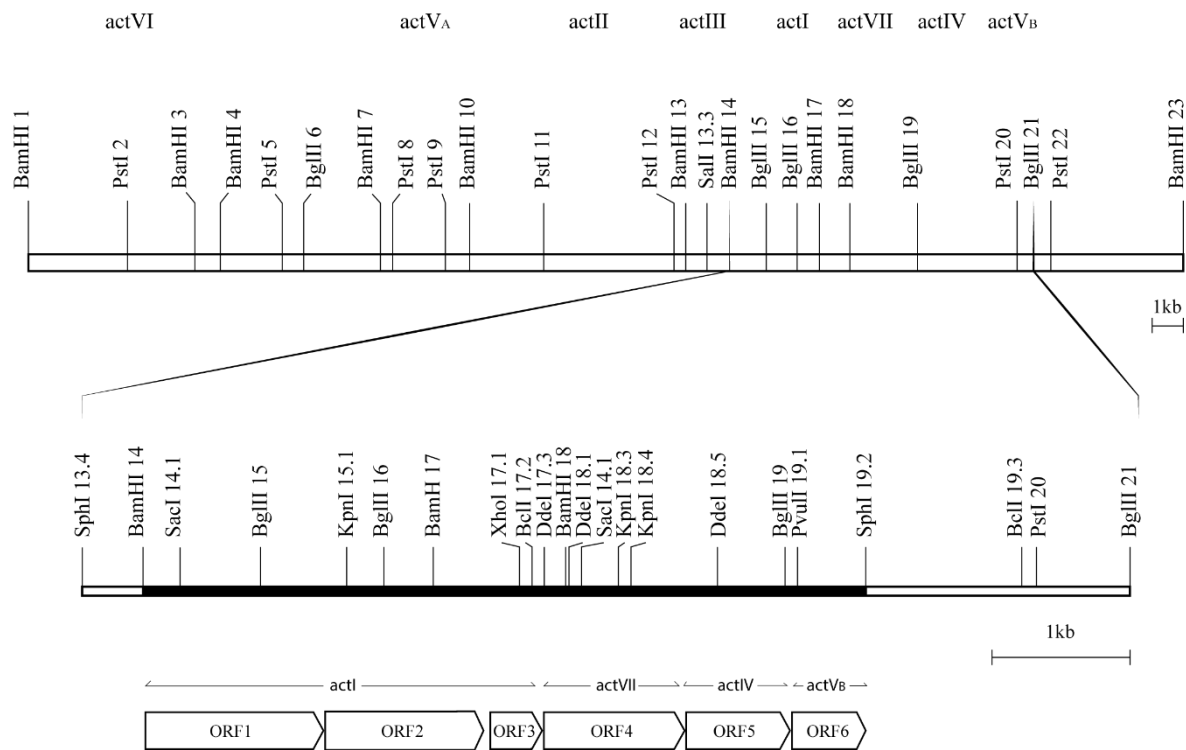 actVI actVA actII actIII actI actVII actIV actVB
BamHI 1 PstI 2 BamHI 3 BamHI 4 PstI 5 BglII 6 BamHI 7 PstI 8 PstI 9 BamHI 10 PstI 11 PstI 12 BamHI 13 SalI 13.3 BamHI 14 BglII 15 BglII 16 BamHI 17 BamHI 18 BglII 19 PstI 20 BglII 21 PstI 22 BamHI 23
1kb
SphI 13.4 BamHI 14 SacI 14.1 BglII 15 KpnI 15.1 BglII 16 BamH 17 XhoI 17.1 BclI 17.2 DdeI 17.3 BamHI 18 DdeI 18.1 SacI 14.1 KpnI 18.3 KpnI 18.4 DdeI 18.5 BglII 19 PvuII 19.1 SphI 19.2 BclI 19.3 PstI 20 BglII 21
1kb
actI actVII actIV actVB
ORF1 ORF2 ORF3 ORF4 ORF5 ORF6